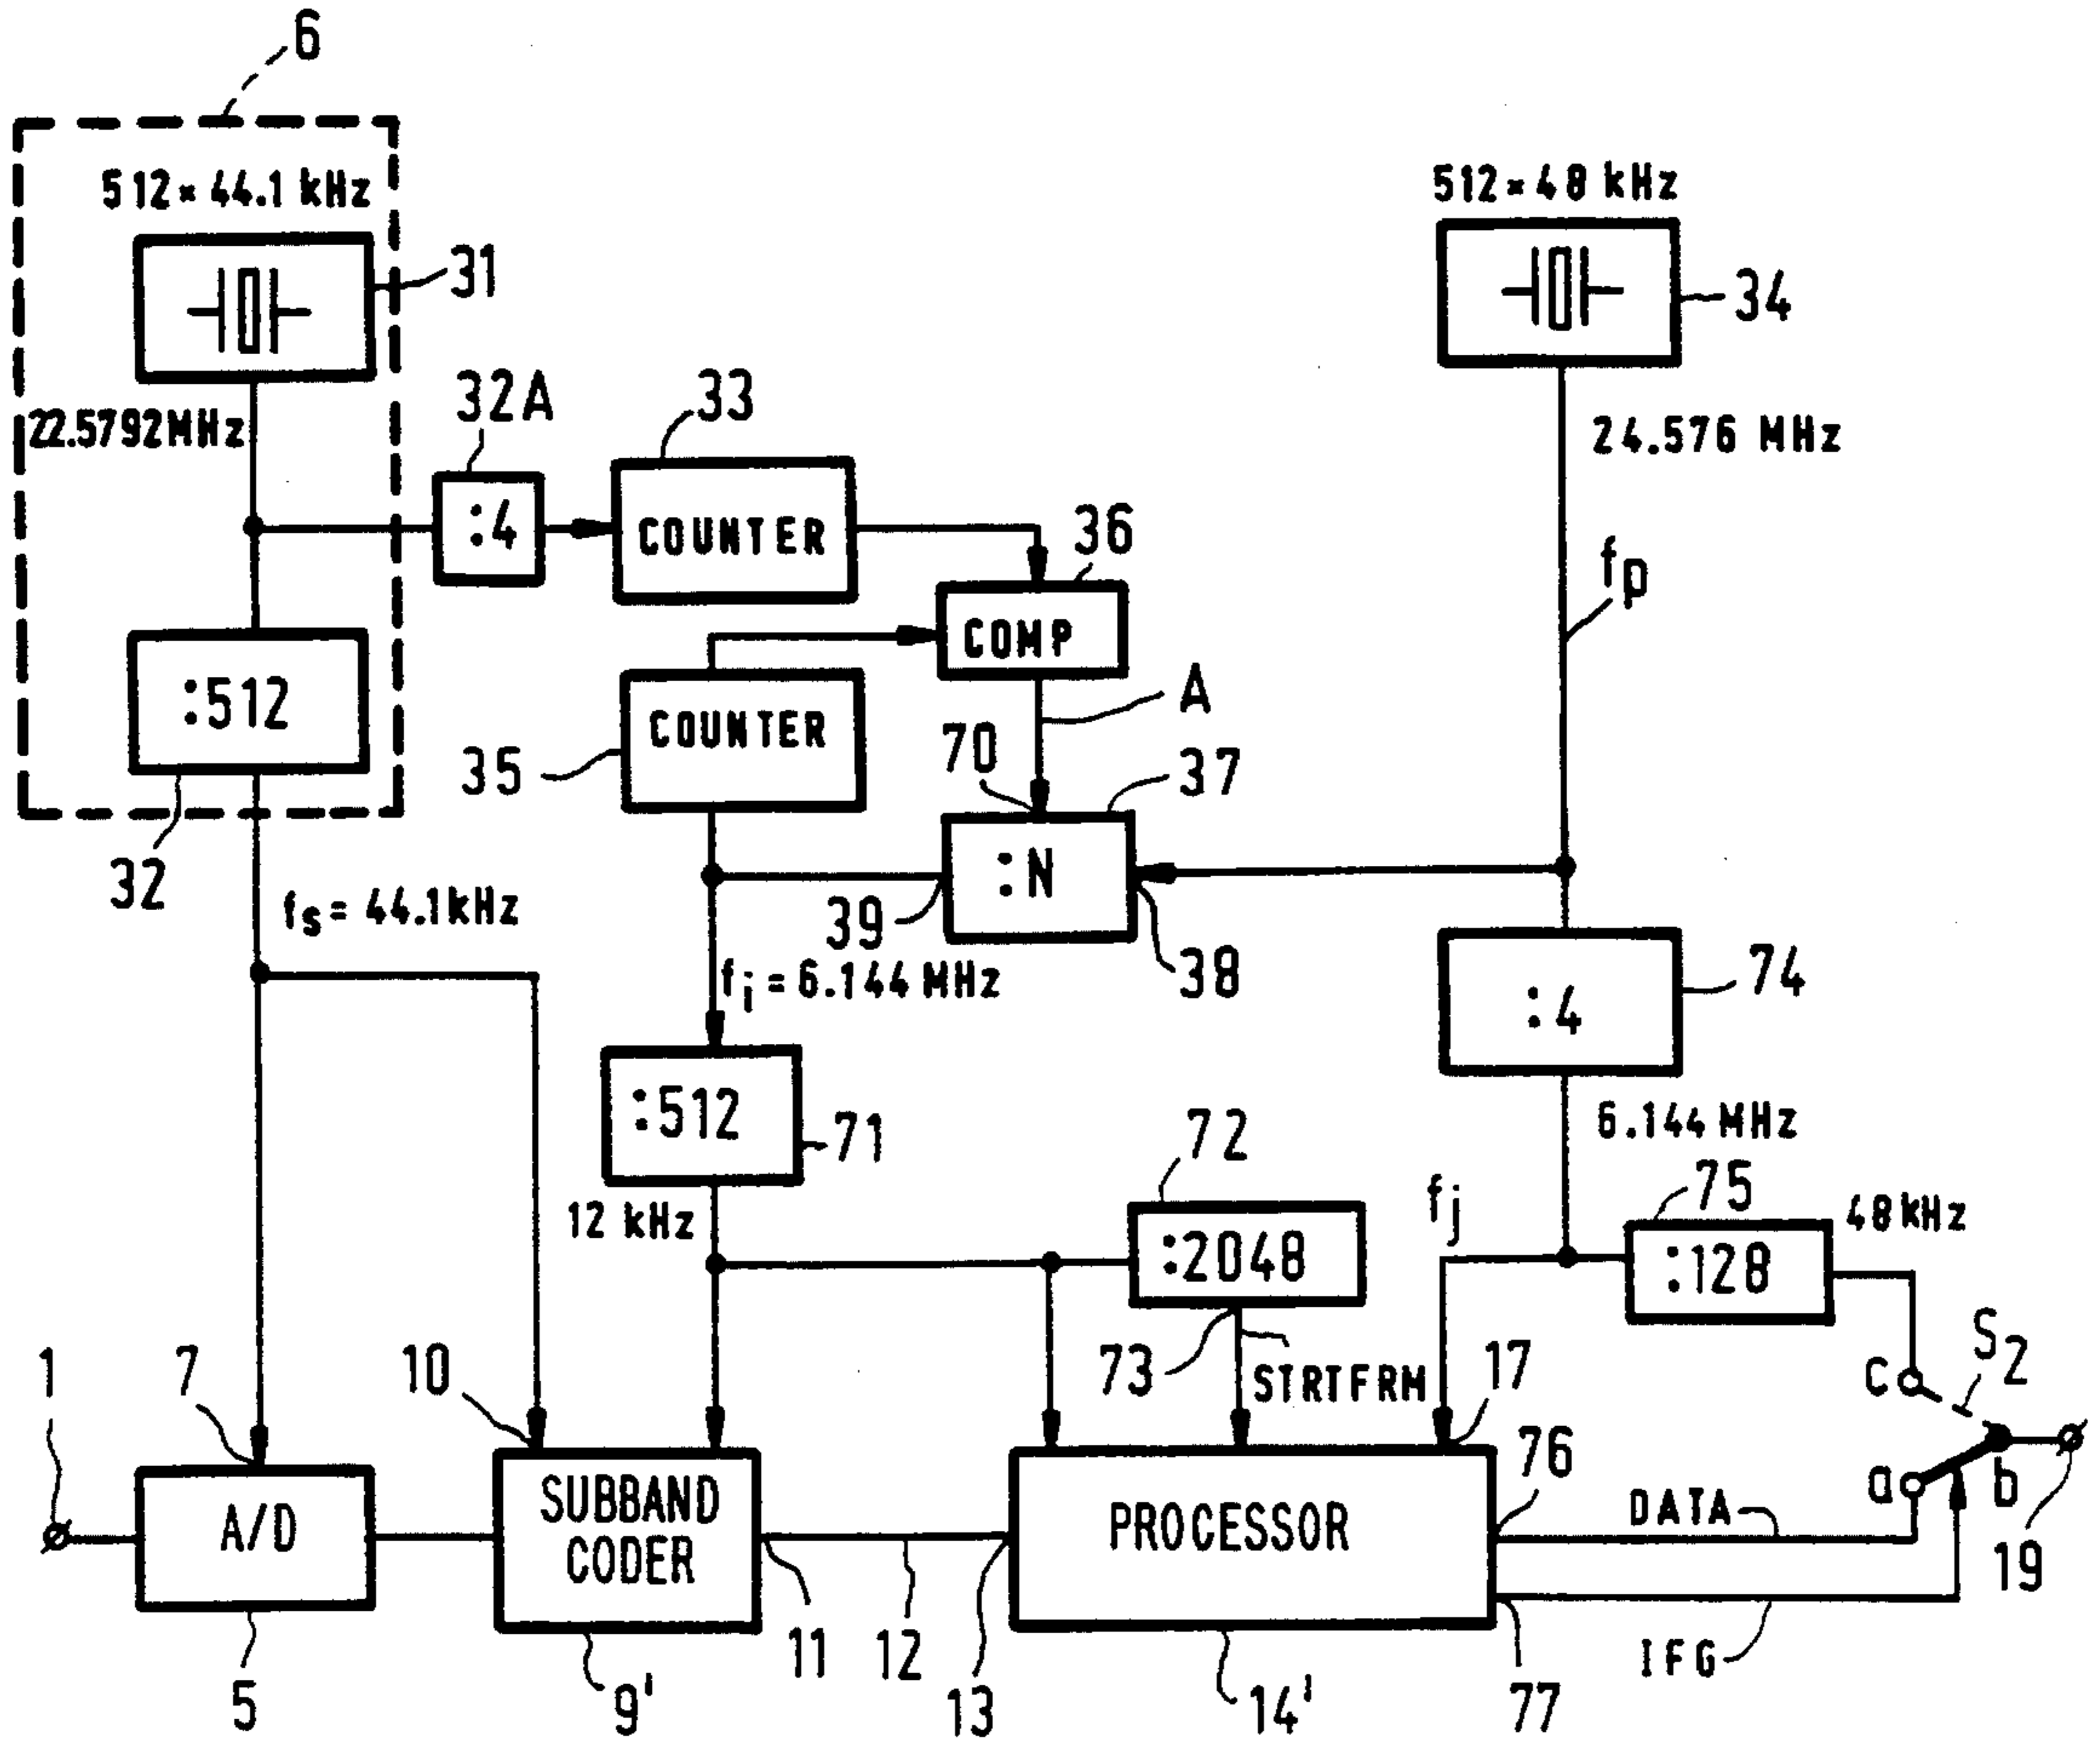 6
512×44.1 kHz
512×48 kHz
31
34
22.5792MHz
32A
33
24.576 MHz
:4
COUNTER
36
fp
COMP
:512
COUNTER
A
35
70
37
:N
32
fs= 44.1kHz
39
38
74
:4
fi = 6.144 MHz
:512
71
72
6.144 MHz
12 kHz
75
fj
48kHz
:2048
:128
1
7
10
73
STRTFRM
17
c
S2
76
a
b
A/D
SUBBAND
CODER
PROCESSOR
DATA
19
11
12
13
IFG
5
9'
14'
77